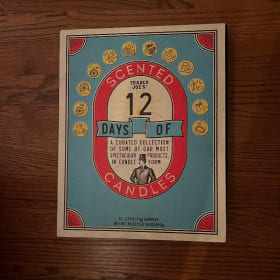 SCENTED
TRADER
JOE'S
12
DAYS OF
A CURATED COLLECTION
OF SOME OF OUR MOST
SPECTACULAR PRODUCTS,
IN CANDLE FORM
CANDLES